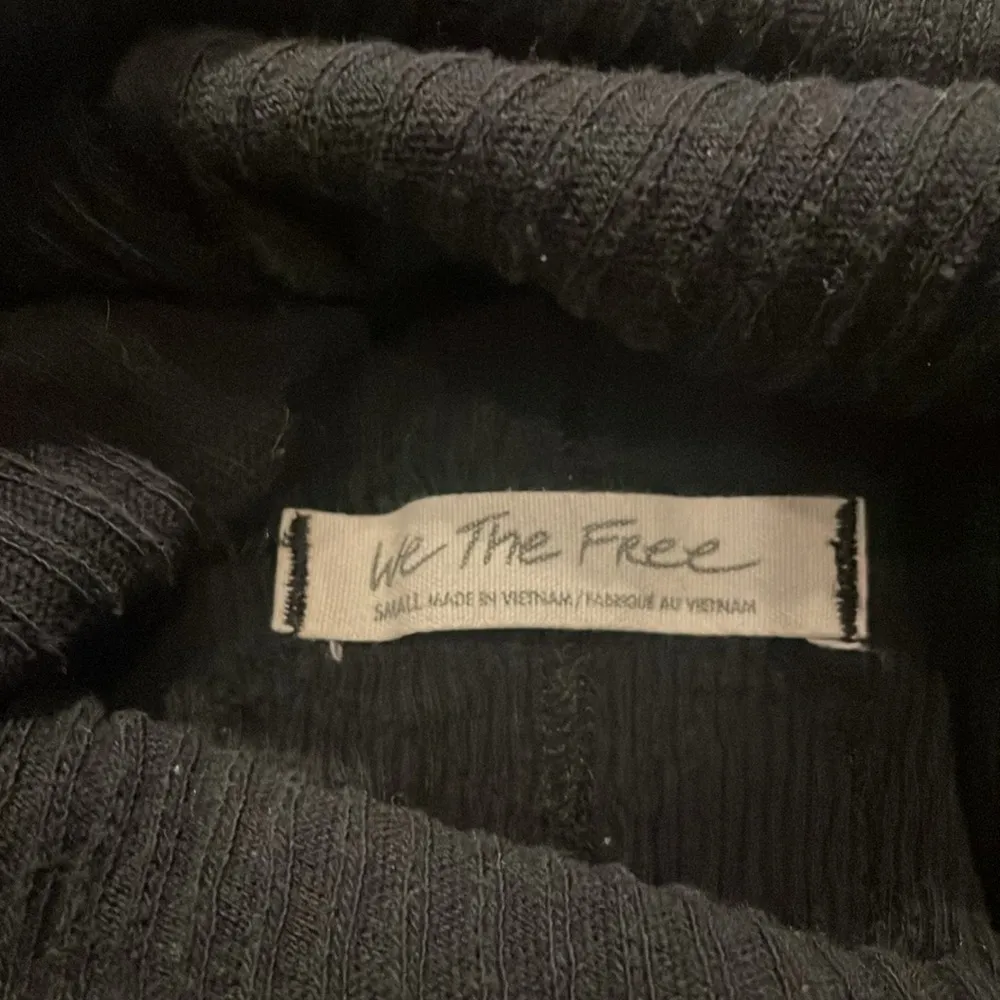 We The Free
SMALL MADE IN VIETNAM / FABRIQUÉ AU VIETNAM